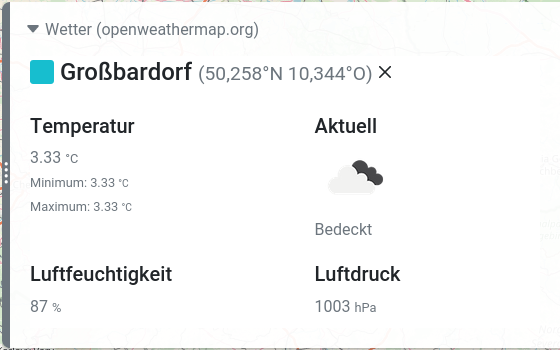 Wetter (openweathermap.org)
Großbardorf (50,258°N 10,344°O)
Temperatur
3.33 °C
Minimum: 3.33 °C
Maximum: 3.33 °C
Aktuell
Bedeckt
Luftfeuchtigkeit
87 %
Luftdruck
1003 hPa